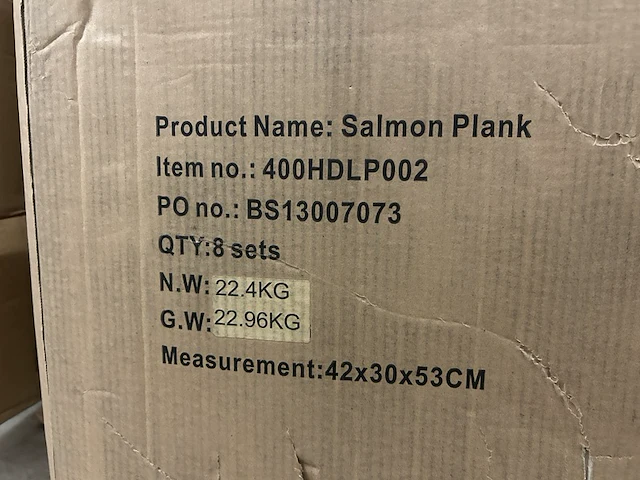 Product Name: Salmon Plank
Item no.: 400HDLP002
PO no.: BS13007073
QTY:8 sets
N.W: 22.4KG
G.W: 22.96KG
Measurement:42x30x53CM